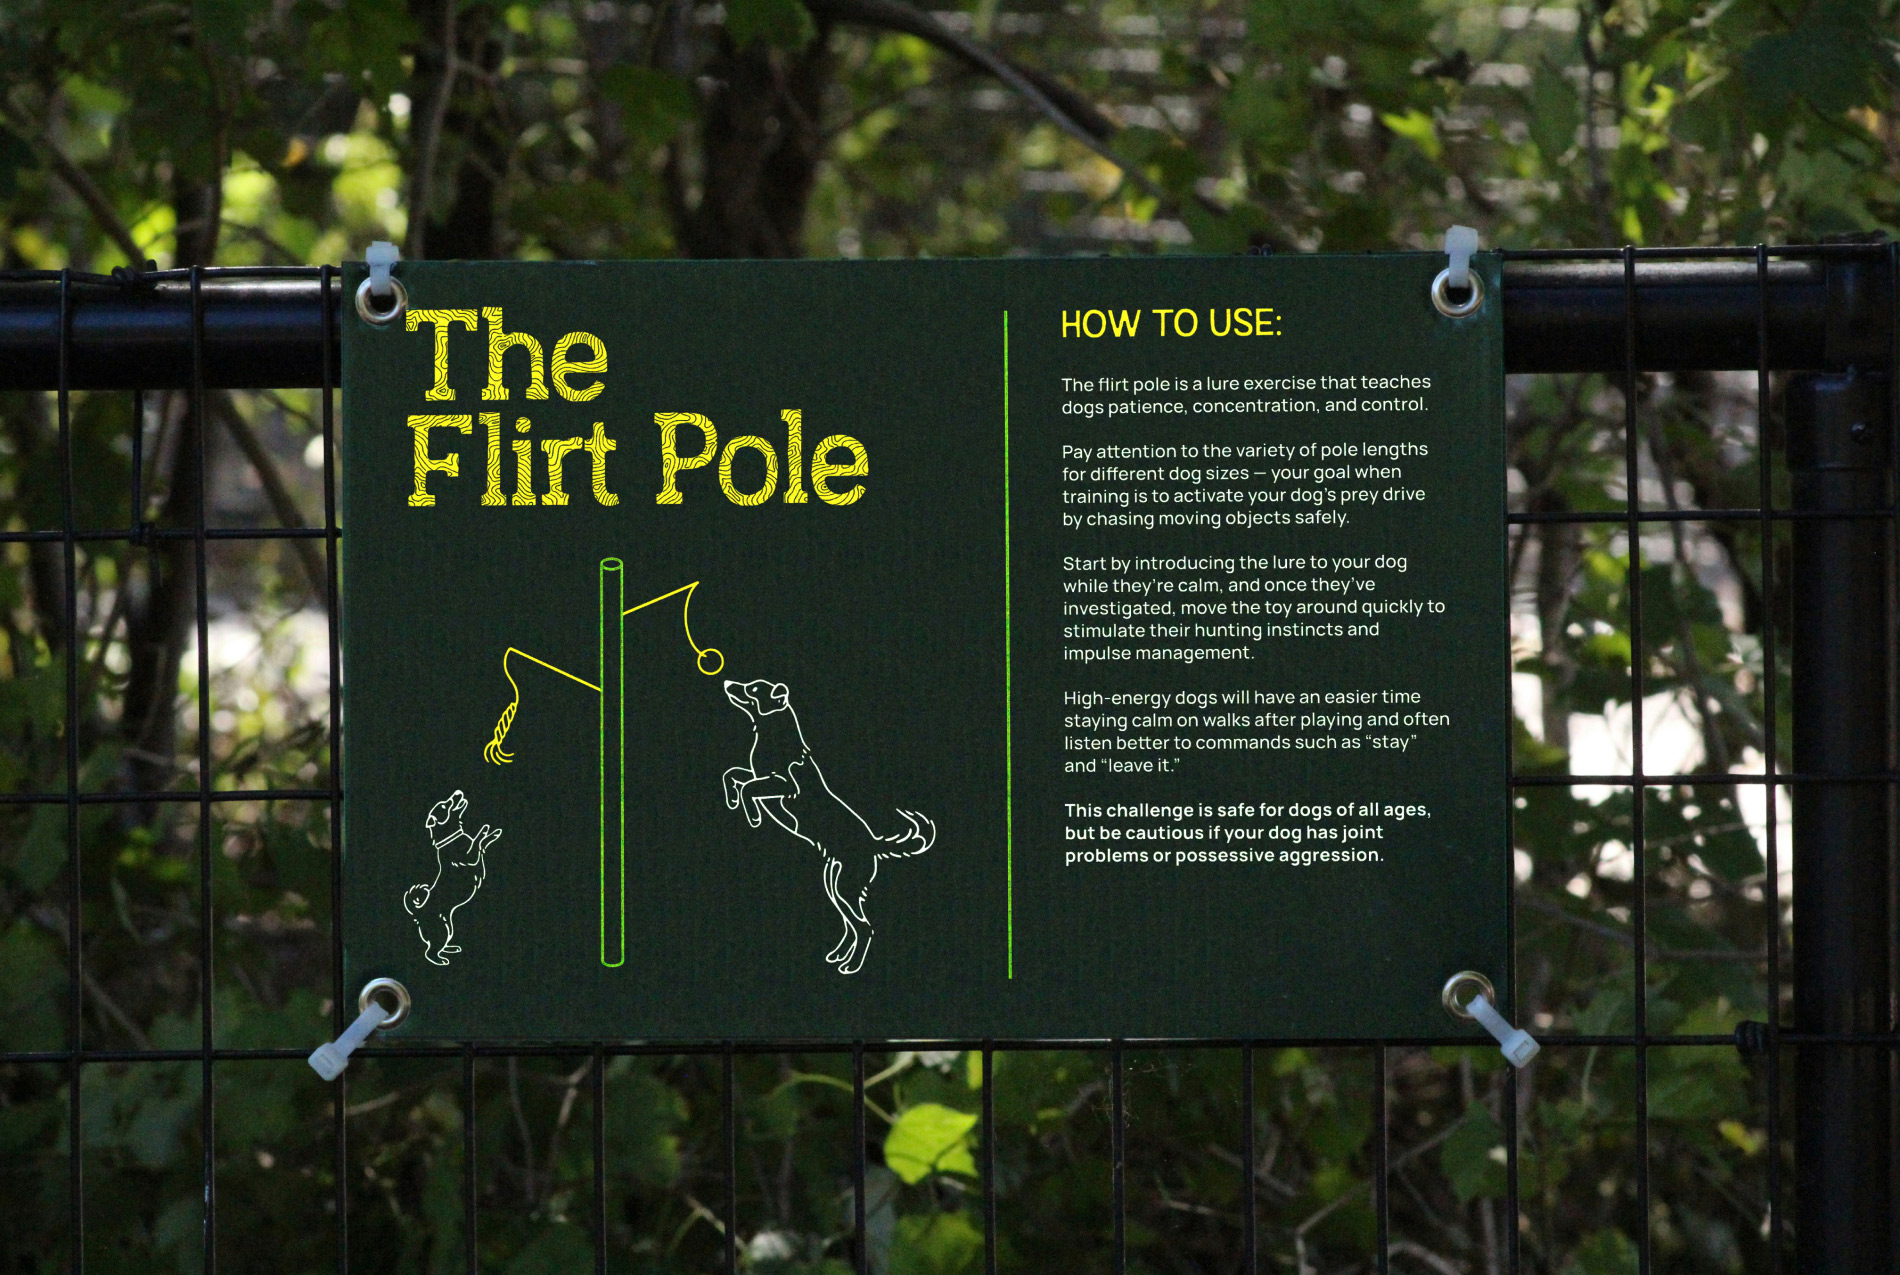 The
Flirt Pole
HOW TO USE:
The flirt pole is a lure exercise that teaches
dogs patience, concentration, and control.
Pay attention to the variety of pole lengths
for different dog sizes – your goal when
training is to activate your dog’s prey drive
by chasing moving objects safely.
Start by introducing the lure to your dog
while they’re calm, and once they’ve
investigated, move the toy around quickly to
stimulate their hunting instincts and
impulse management.
High-energy dogs will have an easier time
staying calm on walks after playing and often
listen better to commands such as “stay”
and “leave it.”
This challenge is safe for dogs of all ages,
but be cautious if your dog has joint
problems or possessive aggression.